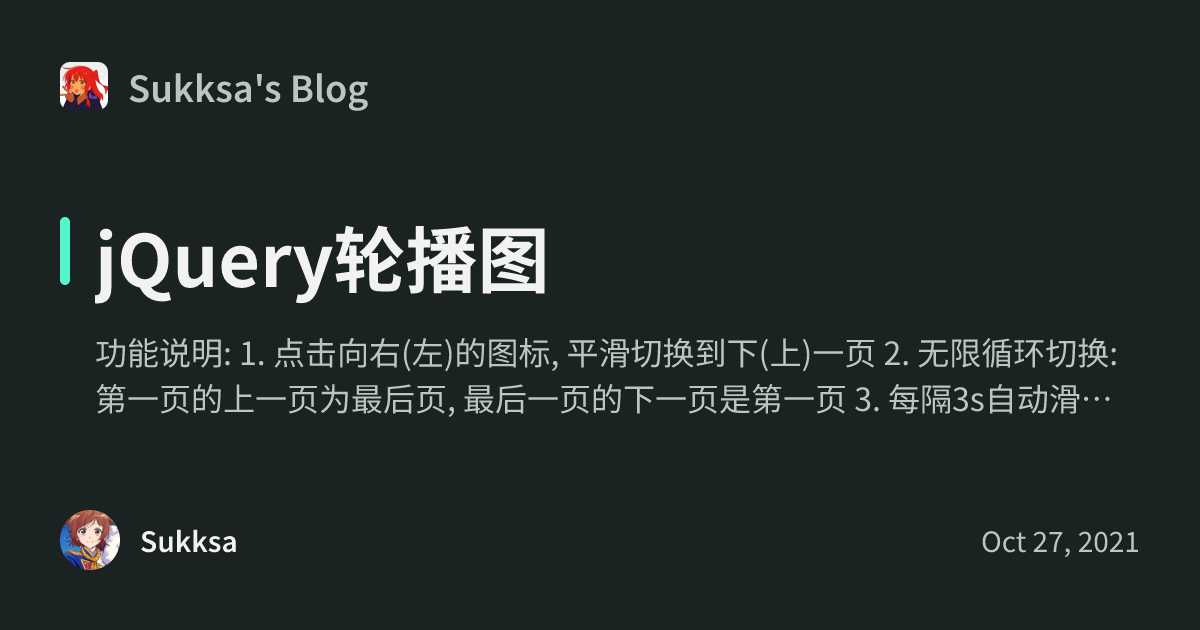 Sukksa's Blog
jQuery轮播图
功能说明: 1. 点击向右(左)的图标, 平滑切换到下(上)一页 2. 无限循环切换:
第一页的上一页为最后页, 最后一页的下一页是第一页 3. 每隔3s自动滑…
Sukksa
Oct 27, 2021